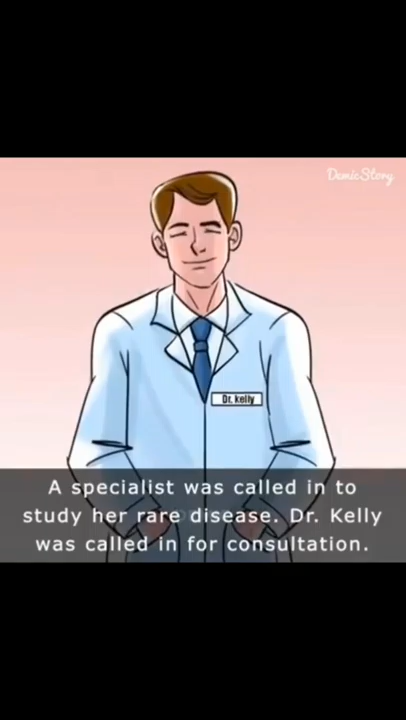 DemicStory
Dr. kelly
A specialist was called in to
study her rare disease. Dr. Kelly
was called in for consultation.